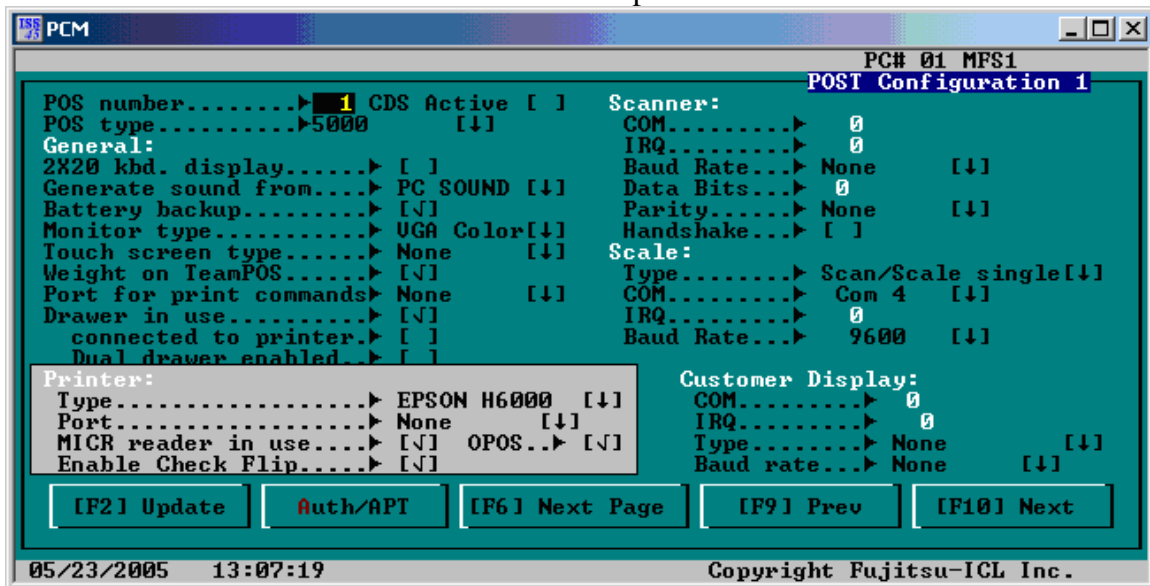 ISS 45 PCM
PC# 01 MFS1
POST Configuration 1
POS number........► 1 CDS Active [ ]
POS type..........►5000 [↓]
General:
2X20 kbd. display......► [ ]
Generate sound from....► PC SOUND [↓]
Battery backup.........► [√]
Monitor type...........► VGA Color[↓]
Touch screen type......► None [↓]
Weight on TeamPOS......► [√]
Port for print commands► None [↓]
Drawer in use..........► [√]
connected to printer.► [ ]
Dual drawer enabled..► [ ]
Scanner:
COM.........► 0
IRQ.........► 0
Baud Rate...► None [↓]
Data Bits...► 0
Parity......► None [↓]
Handshake...► [ ]
Scale:
Type........► Scan/Scale single[↓]
COM.........► Com 4 [↓]
IRQ.........► 0
Baud Rate...► 9600 [↓]
Printer:
Type..................► EPSON H6000 [↓]
Port..................► None [↓]
MICR reader in use....► [√] OPOS..► [√]
Enable Check Flip.....► [√]
Customer Display:
COM.........► 0
IRQ.........► 0
Type........► None [↓]
Baud rate...► None [↓]
[F2] Update
Auth/APT
[F6] Next Page
[F9] Prev
[F10] Next
05/23/2005 13:07:19
Copyright Fujitsu-ICL Inc.